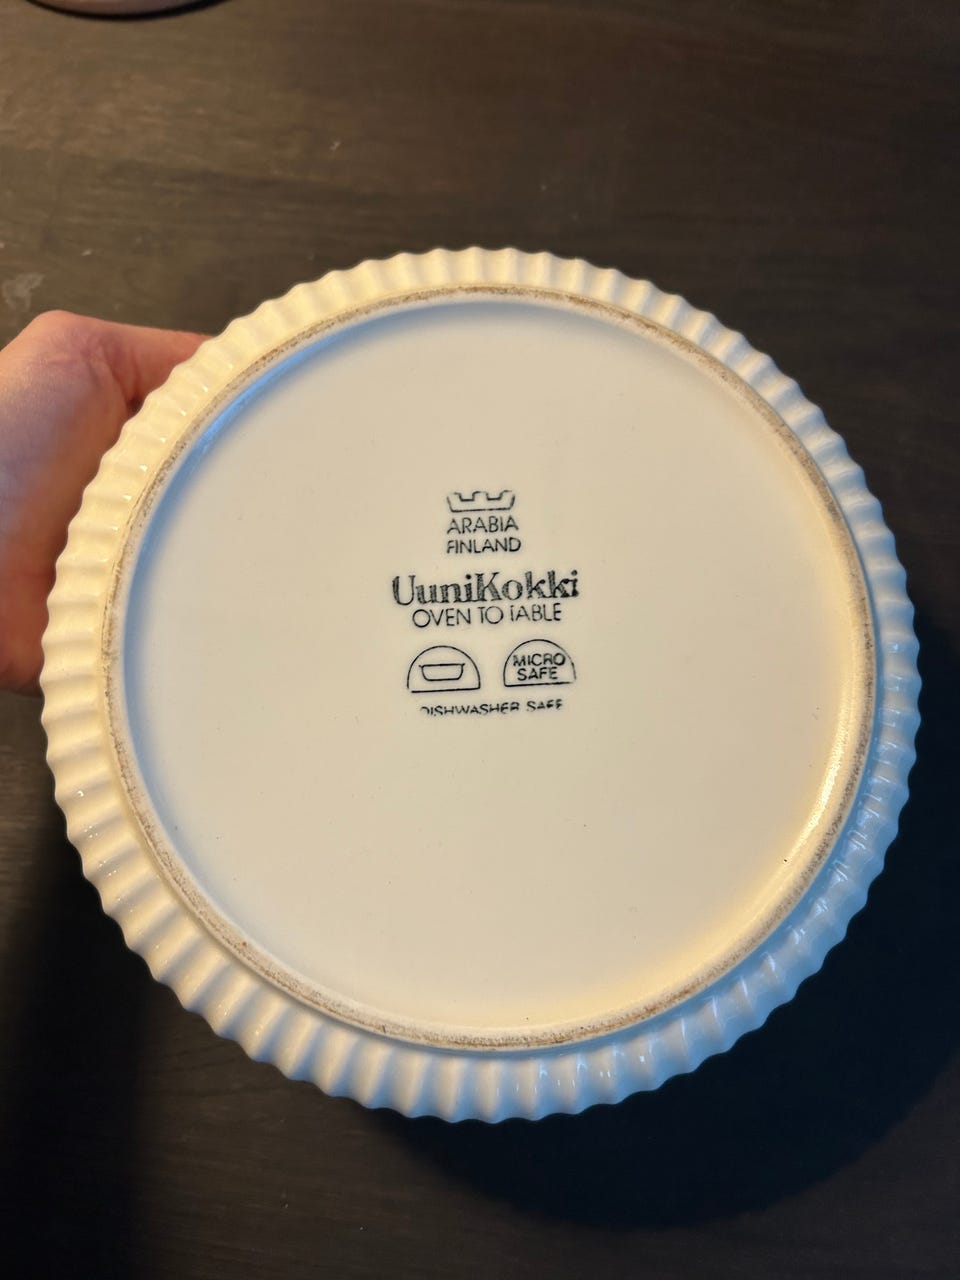 ARABIA
FINLAND
UuniKokki
OVEN TO TABLE
MICRO
SAFE
DISHWASHER SAFE